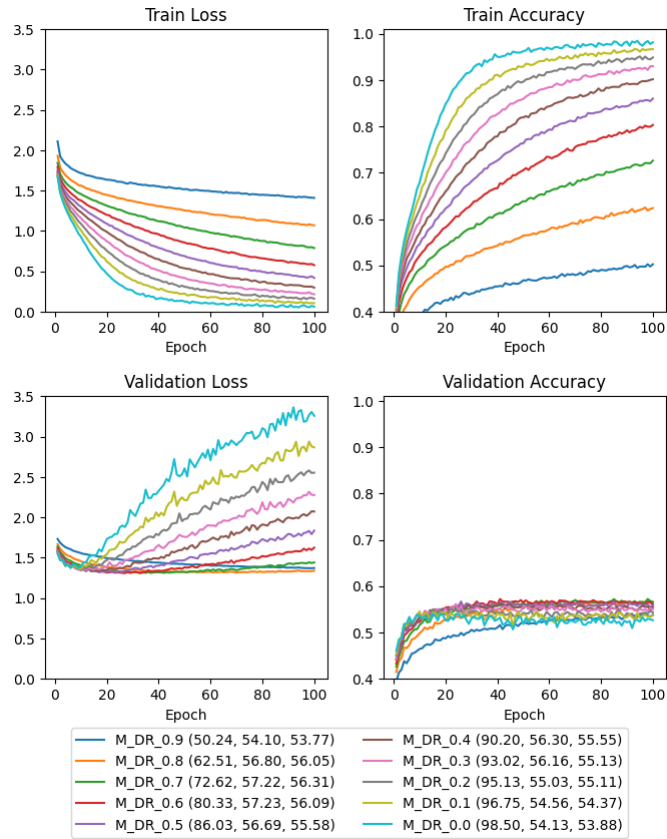 Train Loss
Train Accuracy
3.5
3.0
2.5
2.0
1.5
1.0
0.5
0.0
0 20 40 60 80 100
Epoch
1.0
0.9
0.8
0.7
0.6
0.5
0.4
0 20 40 60 80 100
Epoch
Validation Loss
Validation Accuracy
3.5
3.0
2.5
2.0
1.5
1.0
0.5
0.0
0 20 40 60 80 100
Epoch
1.0
0.9
0.8
0.7
0.6
0.5
0.4
0 20 40 60 80 100
Epoch
M_DR_0.9 (50.24, 54.10, 53.77)
M_DR_0.8 (62.51, 56.80, 56.05)
M_DR_0.7 (72.62, 57.22, 56.31)
M_DR_0.6 (80.33, 57.23, 56.09)
M_DR_0.5 (86.03, 56.69, 55.58)
M_DR_0.4 (90.20, 56.30, 55.55)
M_DR_0.3 (93.02, 56.16, 55.13)
M_DR_0.2 (95.13, 55.03, 55.11)
M_DR_0.1 (96.75, 54.56, 54.37)
M_DR_0.0 (98.50, 54.13, 53.88)